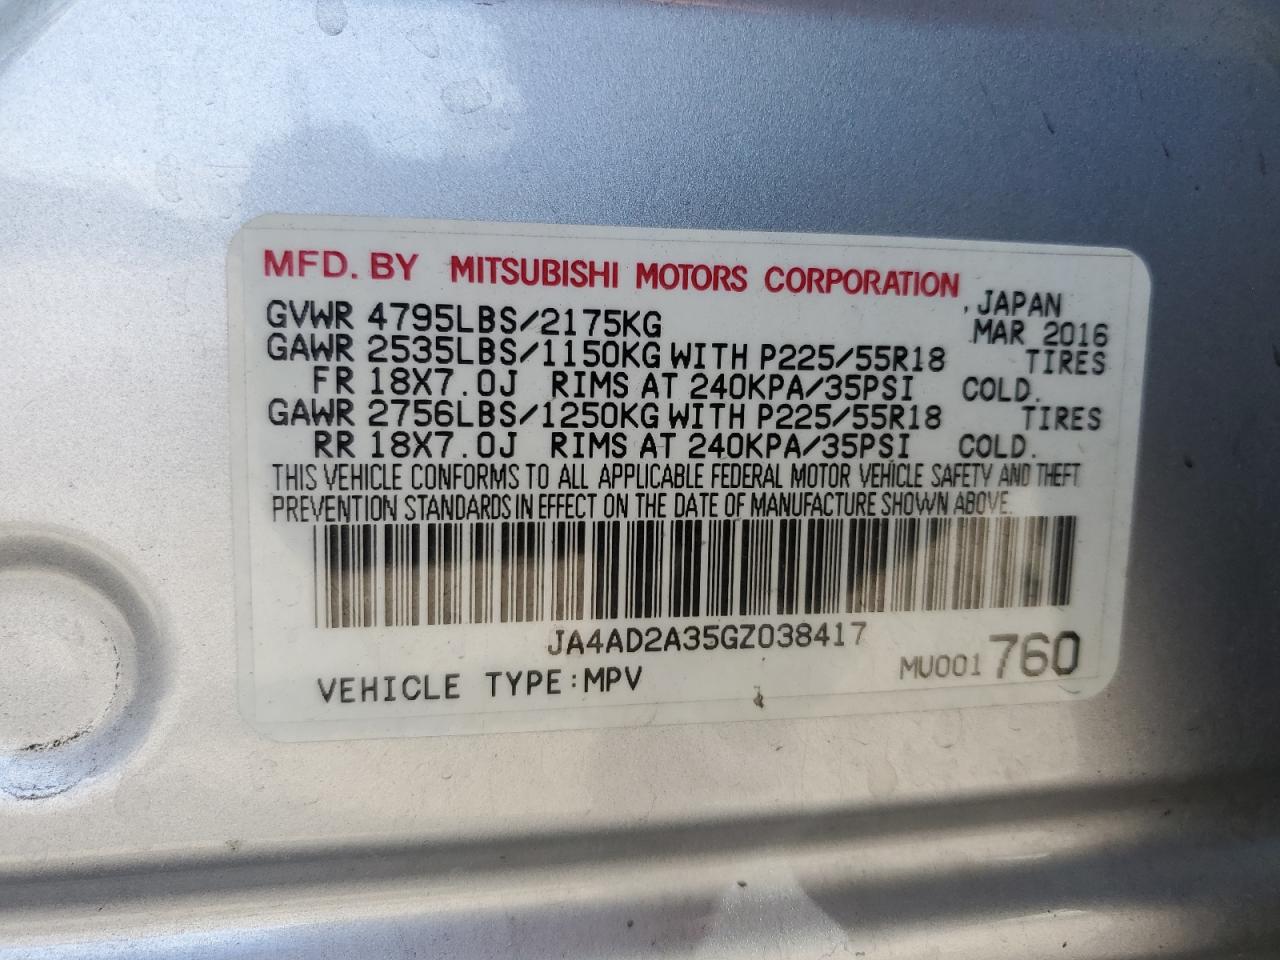 MFD. BY MITSUBISHI MOTORS CORPORATION
, JAPAN
GVWR 4795LBS/2175KG MAR 2016
GAWR 2535LBS/1150KG WITH P225/55R18 TIRES
FR 18X7.0J RIMS AT 240KPA/35PSI COLD.
GAWR 2756LBS/1250KG WITH P225/55R18 TIRES
RR 18X7.0J RIMS AT 240KPA/35PSI COLD.
THIS VEHICLE CONFORMS TO ALL APPLICABLE FEDERAL MOTOR VEHICLE SAFETY AND THEFT
PREVENTION STANDARDS IN EFFECT ON THE DATE OF MANUFACTURE SHOWN ABOVE.
JA4AD2A35GZ038417
VEHICLE TYPE:MPV MU001 760